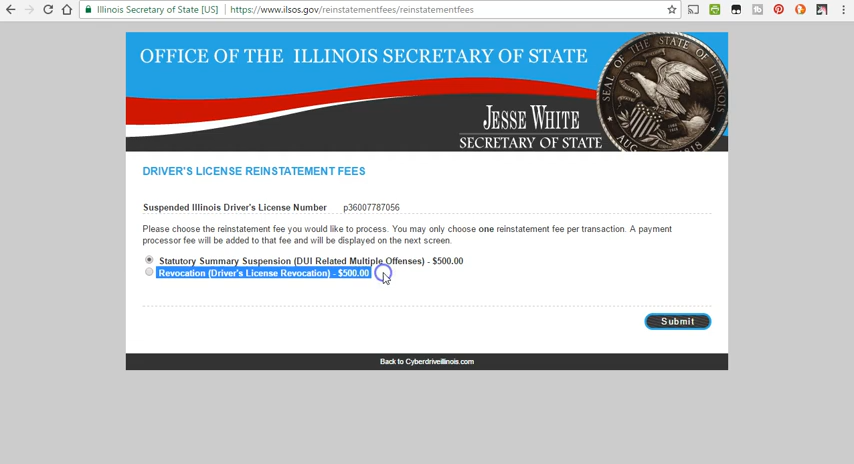 Illinois Secretary of State [US] https://www.ilsos.gov/reinstatementfees/reinstatementfees
OFFICE OF THE ILLINOIS SECRETARY OF STATE
SEAL OF THE STATE OF ILLINOIS
AUG. 26TH 1818
JESSE WHITE
SECRETARY OF STATE
DRIVER'S LICENSE REINSTATEMENT FEES
Suspended Illinois Driver's License Number p36007787056
Please choose the reinstatement fee you would like to process. You may only choose one reinstatement fee per transaction. A payment
processor fee will be added to that fee and will be displayed on the next screen.
Statutory Summary Suspension (DUI Related Multiple Offenses) - $500.00
Revocation (Driver's License Revocation) - $500.00
Submit
Back to Cyberdriveillinois.com